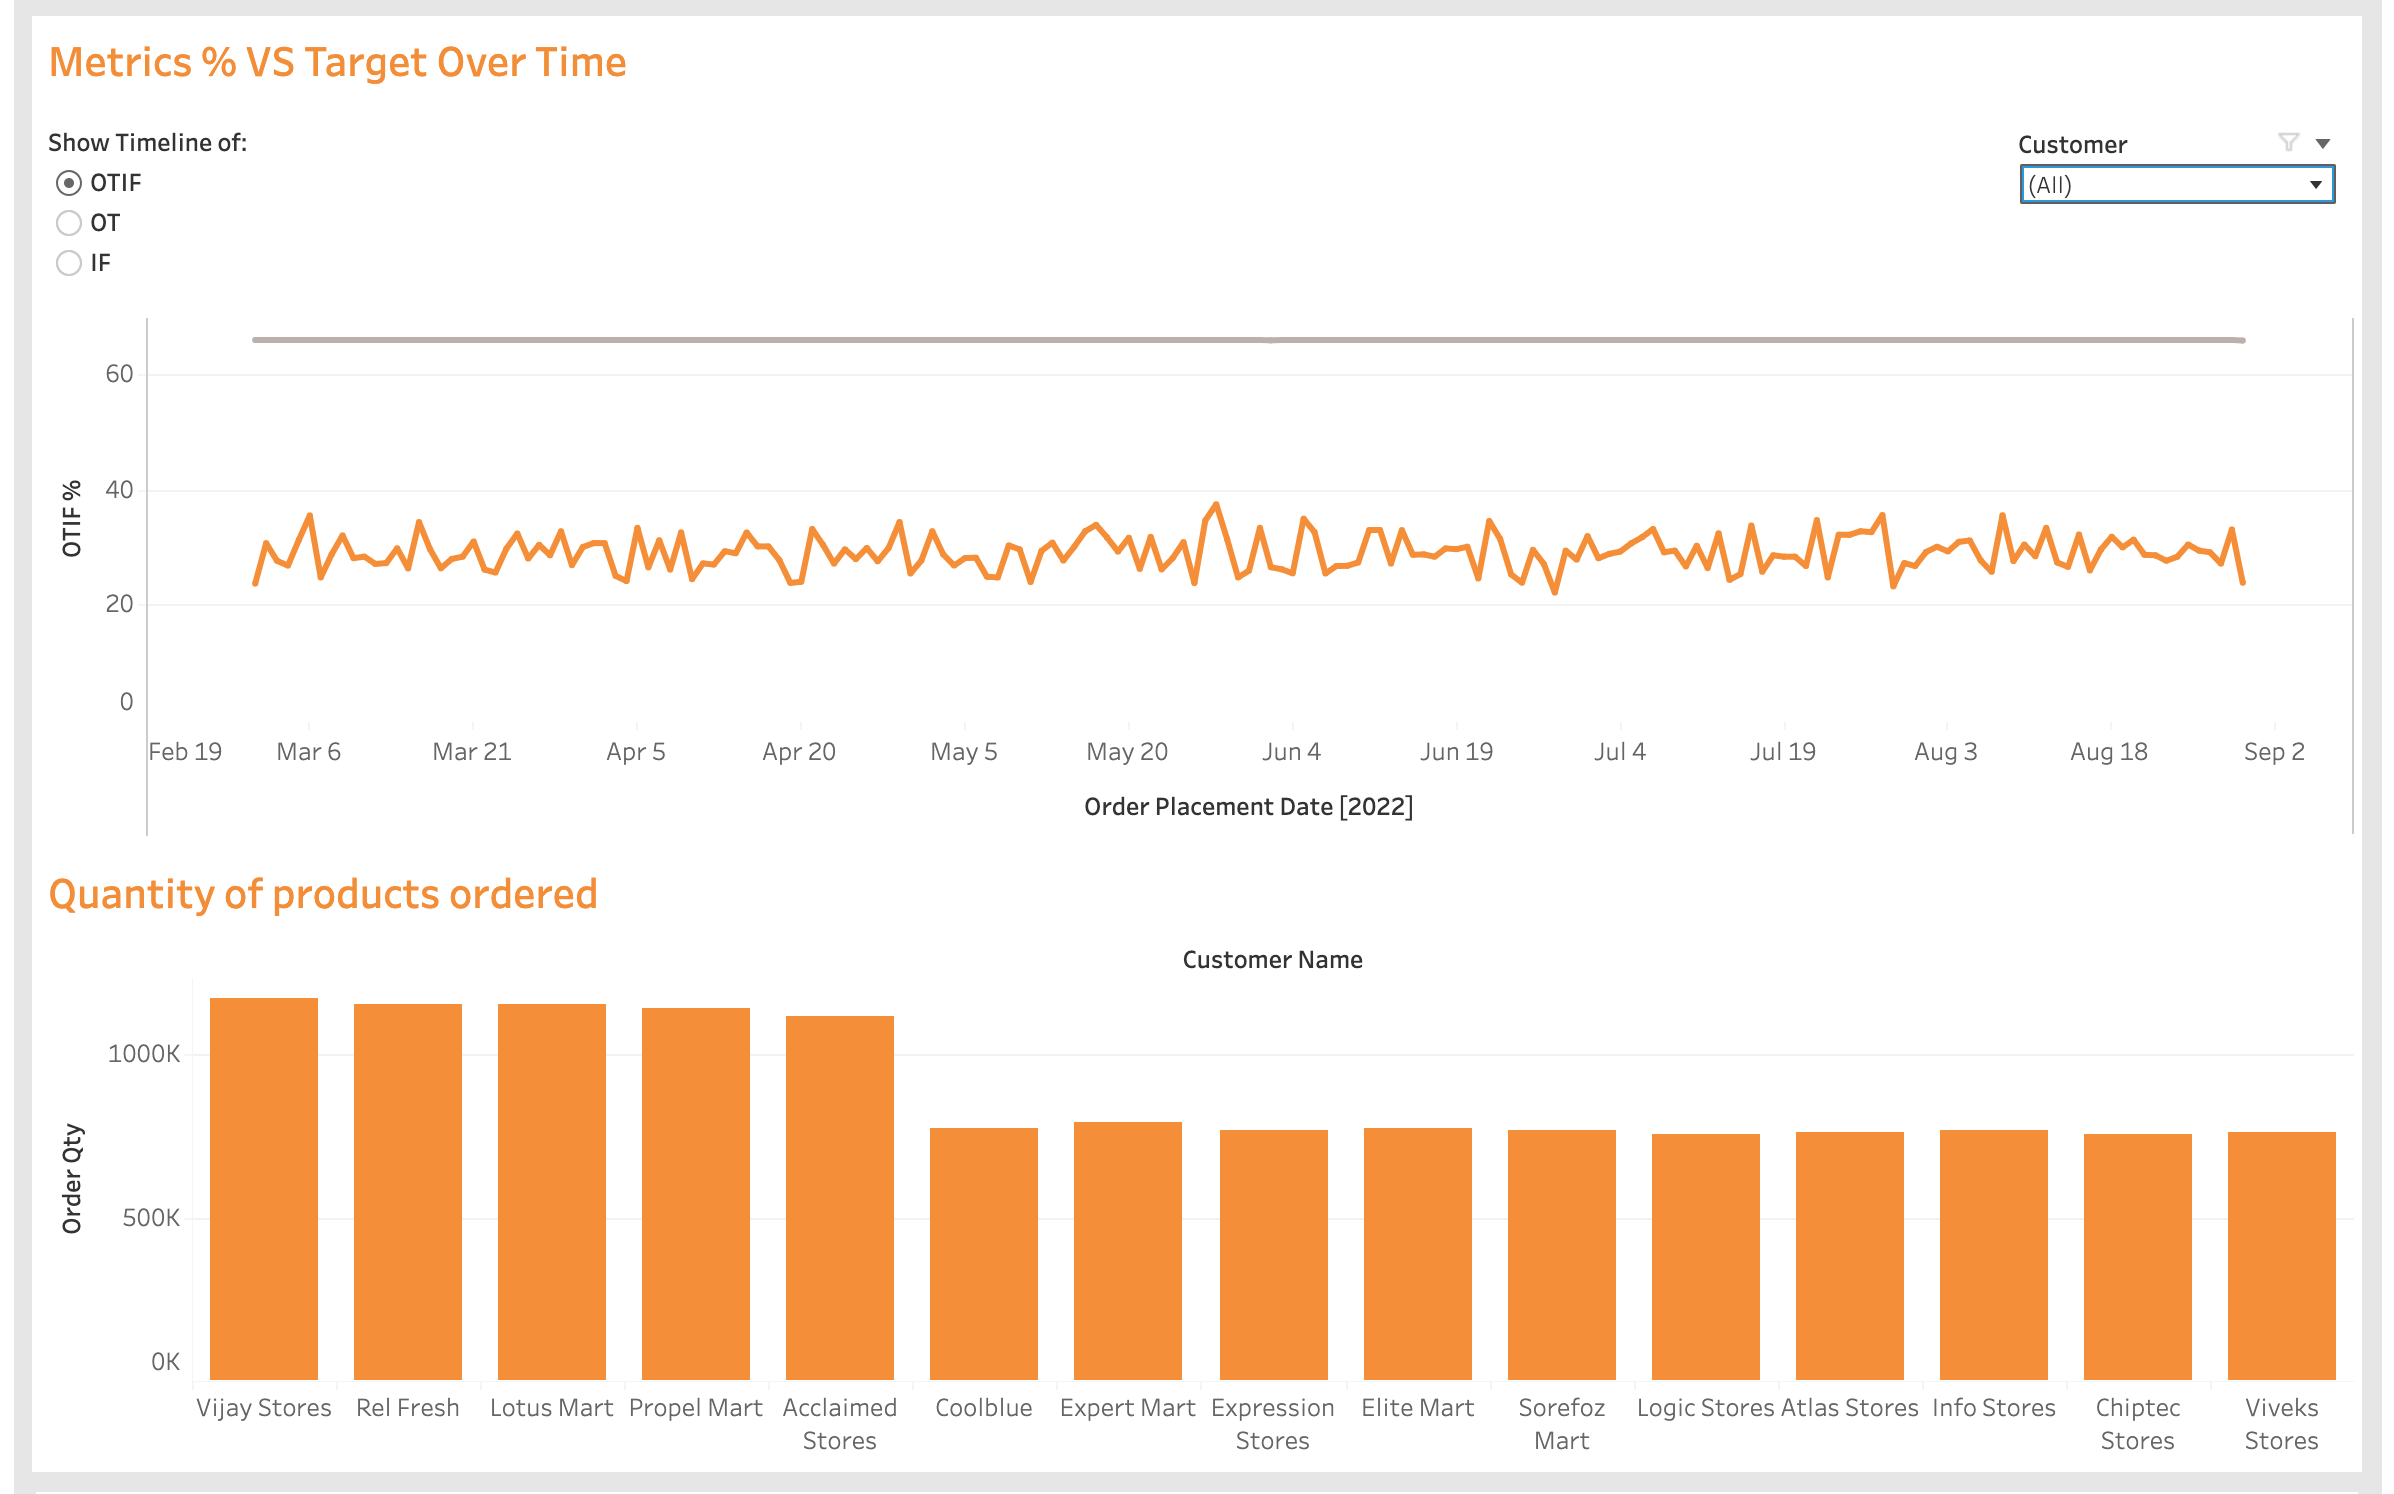 Metrics % VS Target Over Time
Show Timeline of:
OTIF
OT
IF
Customer
(All)
OTIF %
60
40
20
0
Feb 19 Mar 6 Mar 21 Apr 5 Apr 20 May 5 May 20 Jun 4 Jun 19 Jul 4 Jul 19 Aug 3 Aug 18 Sep 2
Order Placement Date [2022]
Quantity of products ordered
Customer Name
Order Qty
1000K
500K
0K
Vijay Stores Rel Fresh Lotus Mart Propel Mart Acclaimed Coolblue Expert Mart Expression Elite Mart Sorefoz Logic Stores Atlas Stores Info Stores Chiptec Viveks
Stores Stores Mart Stores Stores